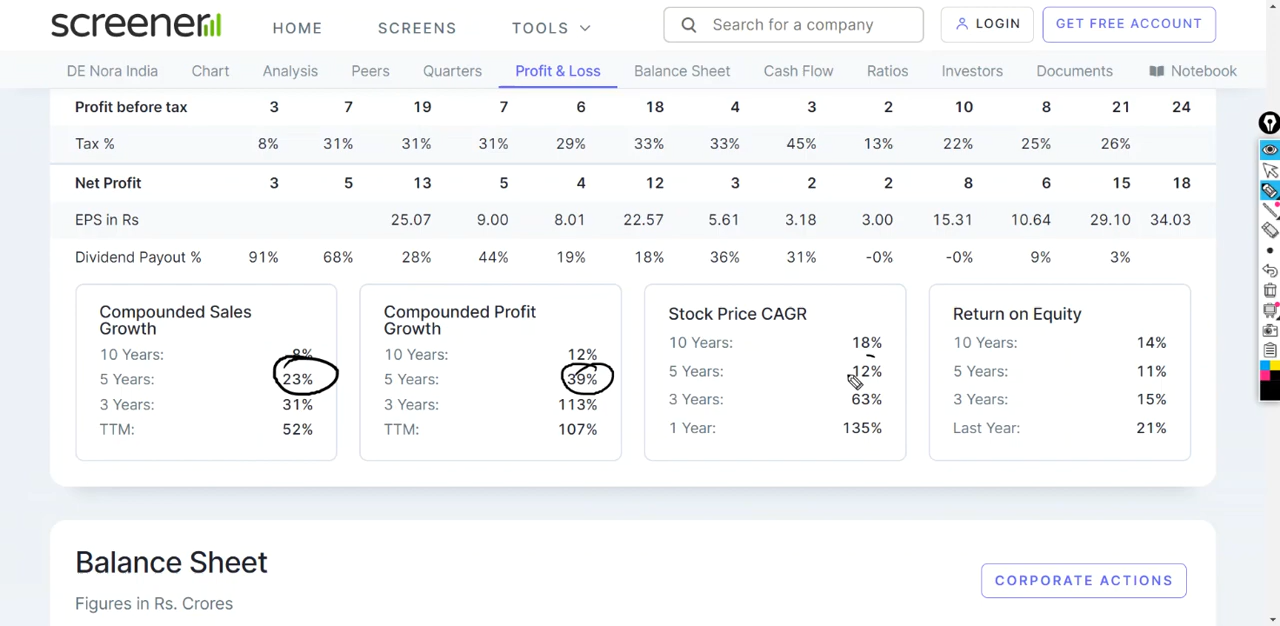 screener HOME SCREENS TOOLS Search for a company LOGIN GET FREE ACCOUNT
DE Nora India Chart Analysis Peers Quarters Profit & Loss Balance Sheet Cash Flow Ratios Investors Documents Notebook
Profit before tax 3 7 19 7 6 18 4 3 2 10 8 21 24
Tax % 8% 31% 31% 31% 29% 33% 33% 45% 13% 22% 25% 26%
Net Profit 3 5 13 5 4 12 3 2 2 8 6 15 18
EPS in Rs 25.07 9.00 8.01 22.57 5.61 3.18 3.00 15.31 10.64 29.10 34.03
Dividend Payout % 91% 68% 28% 44% 19% 18% 36% 31% -0% -0% 9% 3%
Compounded Sales
Growth
10 Years: 8%
5 Years: 23%
3 Years: 31%
TTM: 52%
Compounded Profit
Growth
10 Years: 12%
5 Years: 39%
3 Years: 113%
TTM: 107%
Stock Price CAGR
10 Years: 18%
5 Years: 12%
3 Years: 63%
1 Year: 135%
Return on Equity
10 Years: 14%
5 Years: 11%
3 Years: 15%
Last Year: 21%
Balance Sheet
CORPORATE ACTIONS
Figures in Rs. Crores